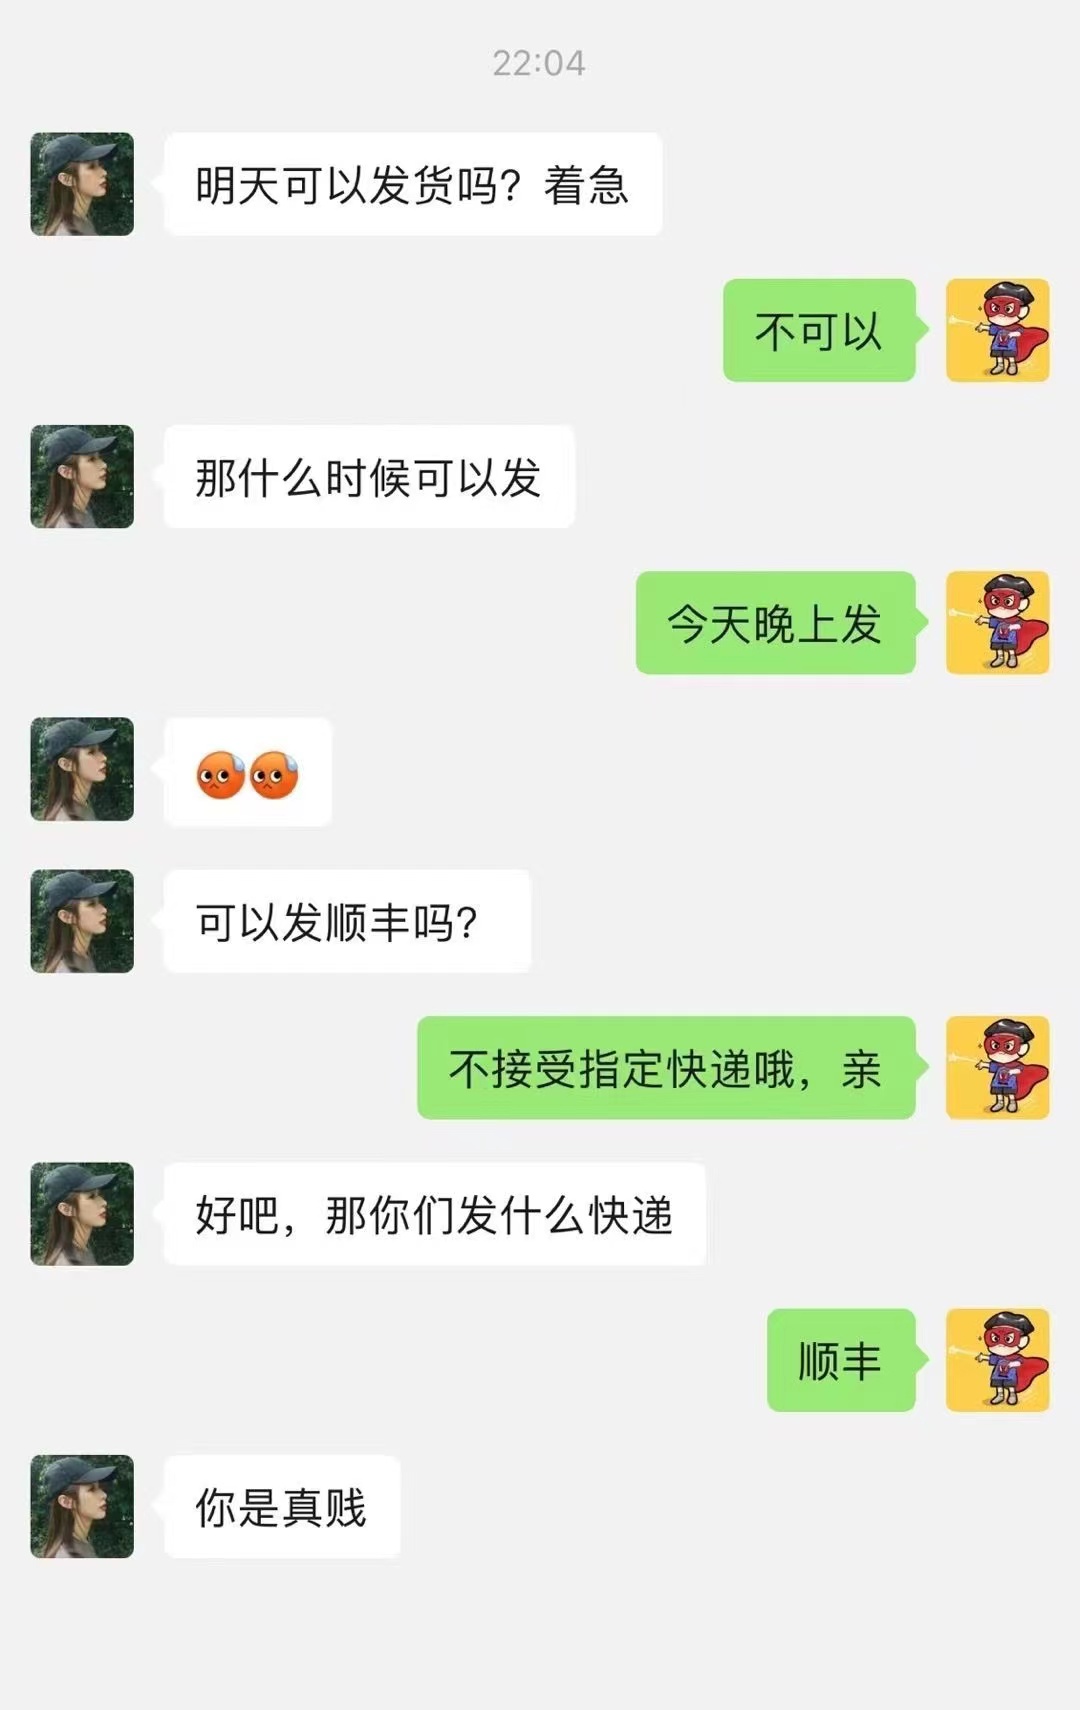 22:04
明天可以发货吗？着急
不可以
那什么时候可以发
今天晚上发
可以发顺丰吗？
不接受指定快递哦，亲
好吧，那你们发什么快递
顺丰
你是真贱